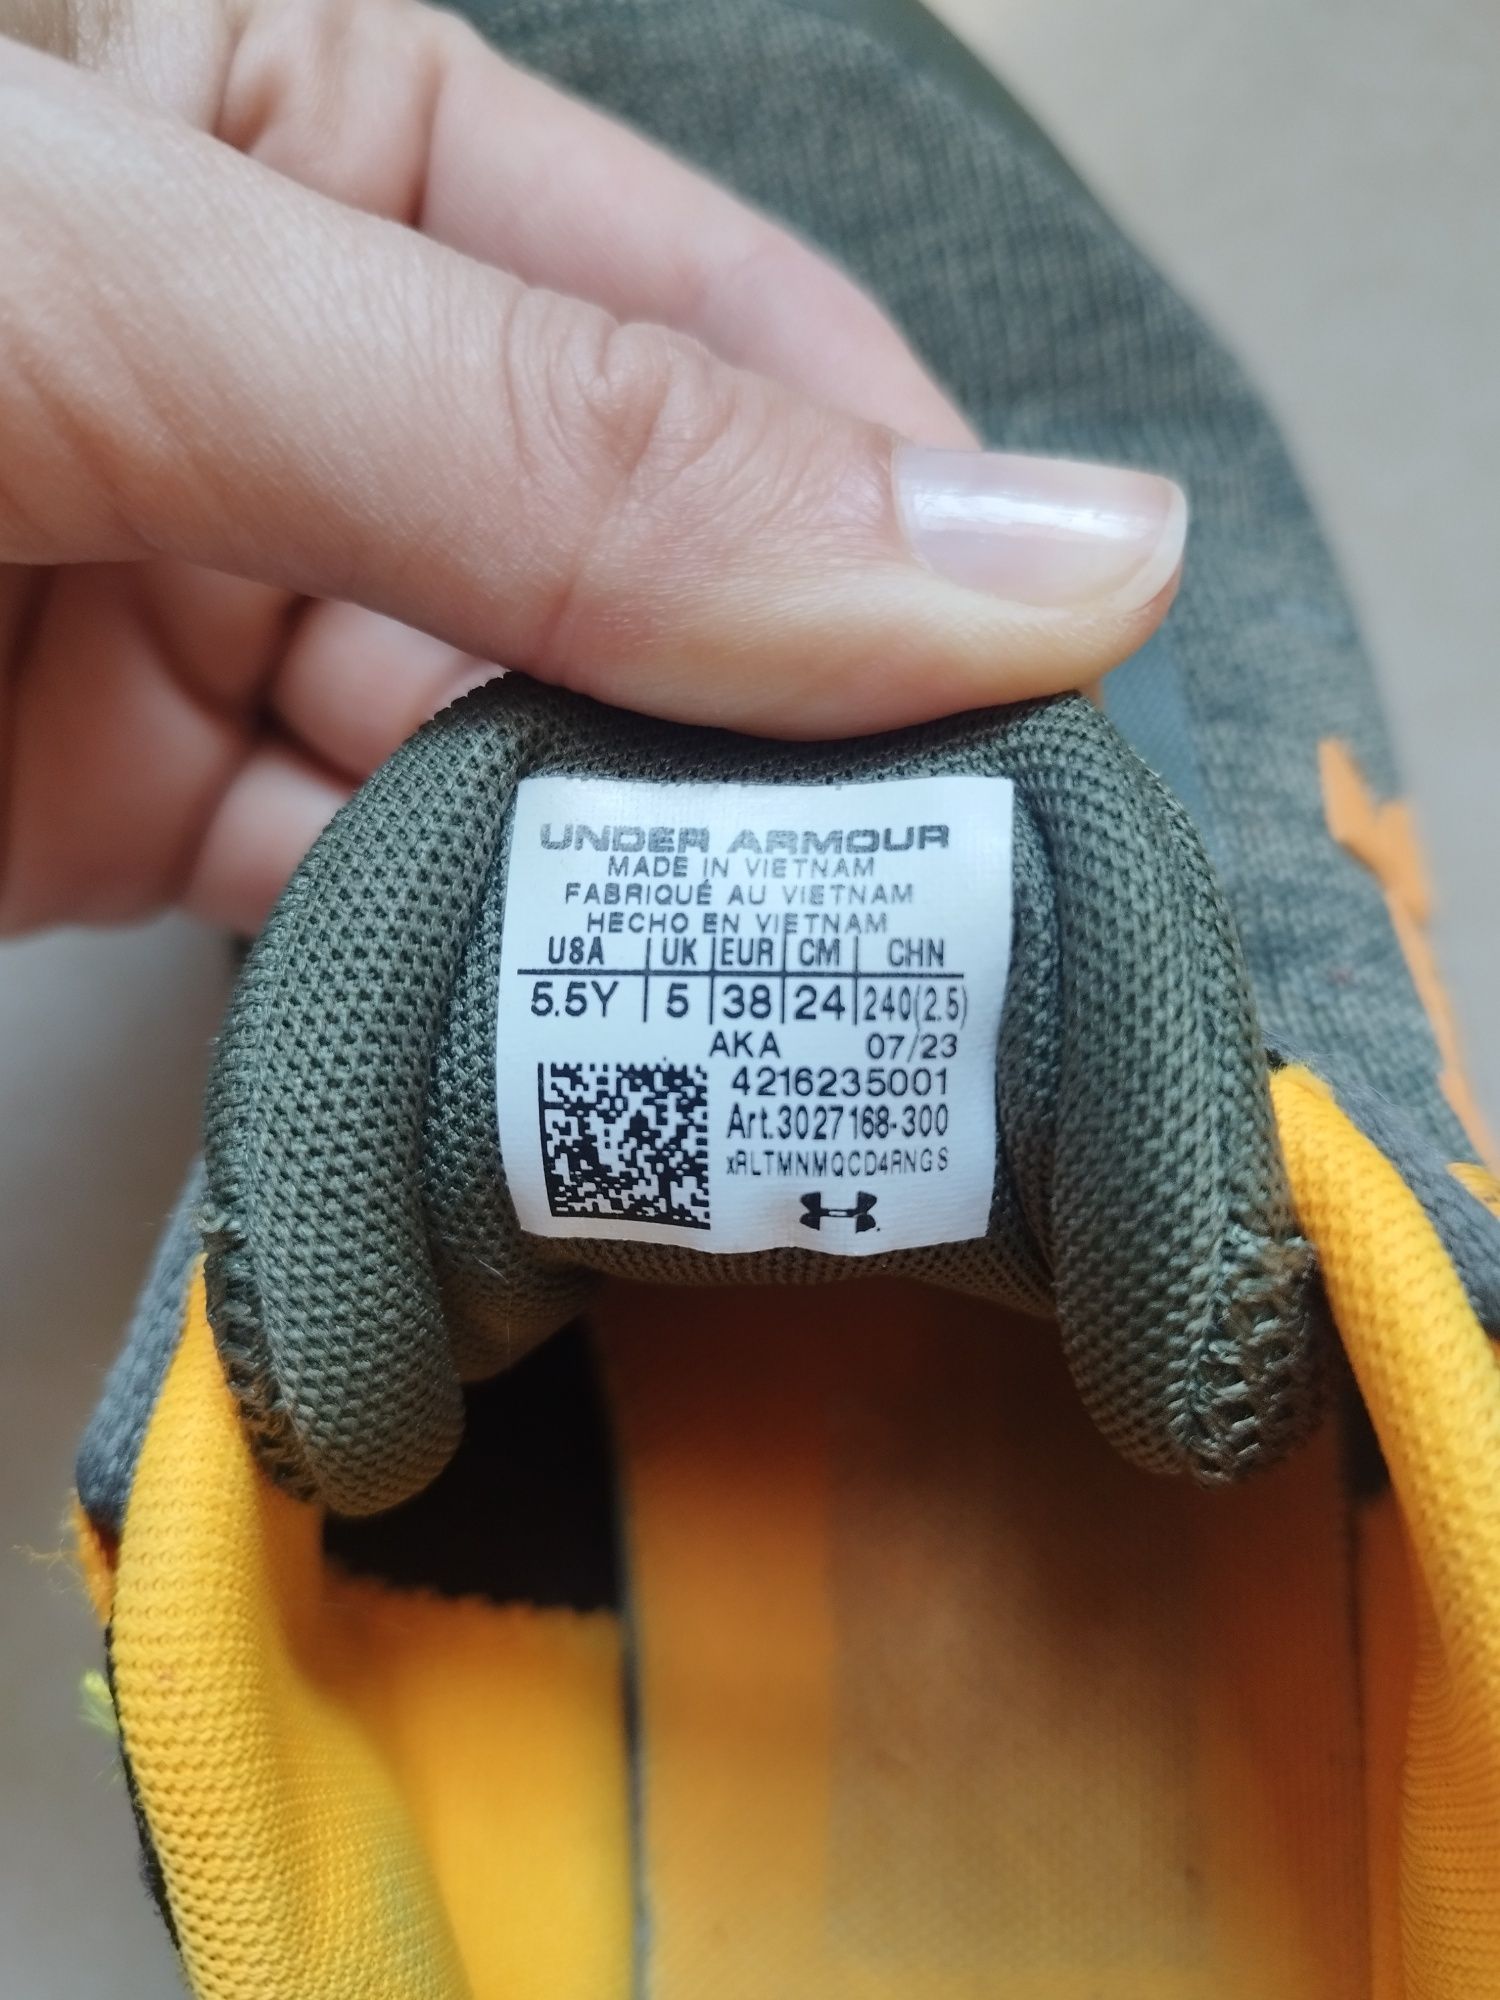 UNDER ARMOUR
MADE IN VIETNAM
FABRIQUÉ AU VIETNAM
HECHO EN VIETNAM
USA UK EUR CM CHN
5.5Y 5 38 24 240(2.5)
AKA 07/23
4216235001
Art.3027168-300
xRLTMNMQCD4RNGS